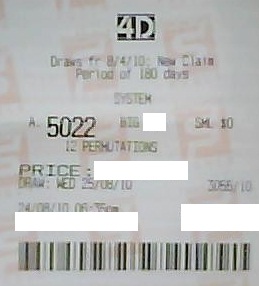 4D
Draws fr 8/4/10: New Claim
Period of 180 days
SYSTEM
A. 5022 BIG SML $0
12 PERMUTATIONS
PRICE:
DRAW: WED 25/08/10 3055/10
24/08/10 06:35pm